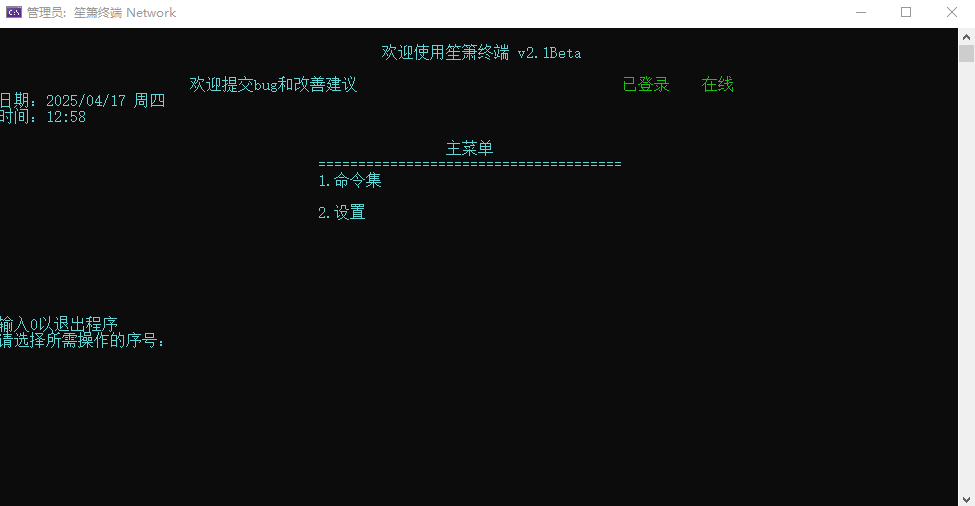 管理员: 笙箫终端 Network
欢迎使用笙箫终端 v2.1Beta
欢迎提交bug和改善建议 已登录 在线
日期: 2025/04/17 周四
时间: 12:58
主菜单
======================================
1.命令集
2.设置
输入0以退出程序
请选择所需操作的序号: